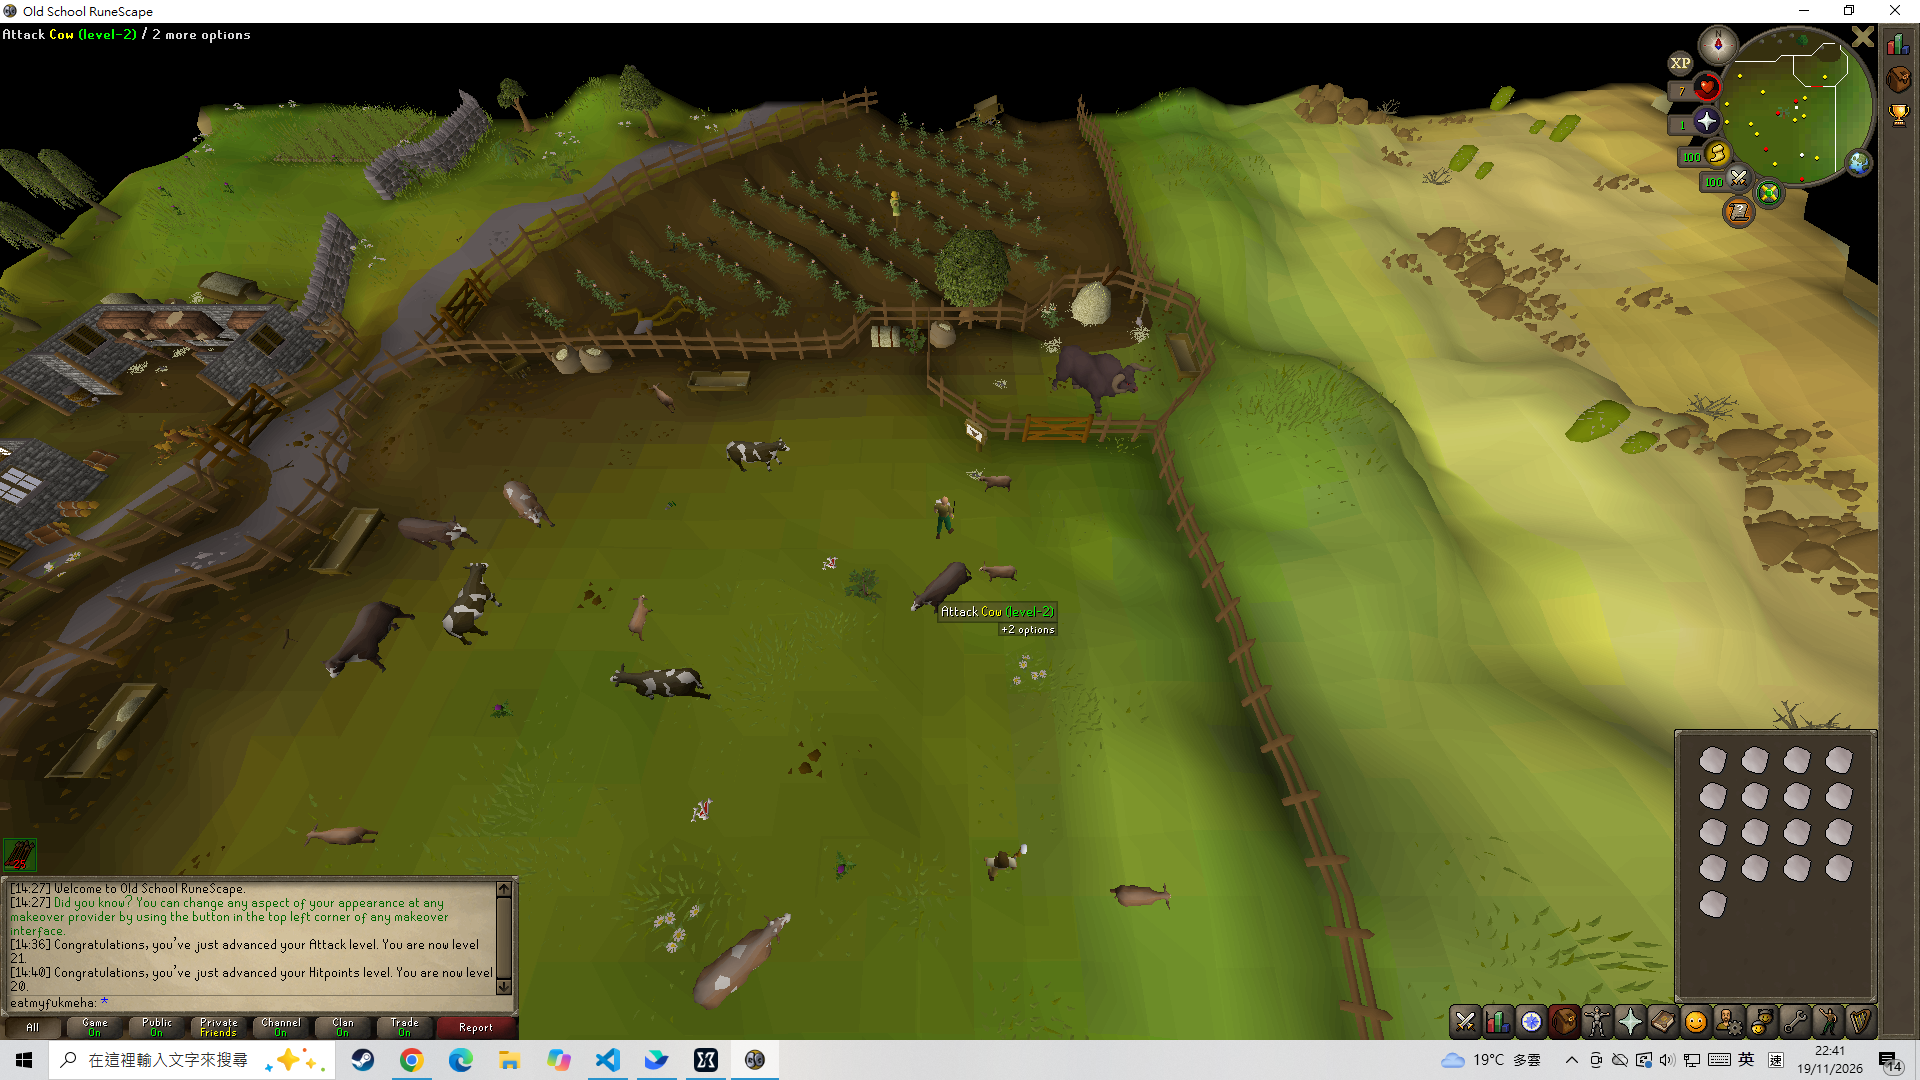 Old School RuneScape
Attack Cow (level-2) / 2 more options
N
XP
7
1
100
100
Attack Cow (level-2)
+2 options
25
[14:27] Welcome to Old School RuneScape.
[14:27] Did you know? You can change any aspect of your appearance at any
makeover provider by using the button in the top left corner of any makeover
interface.
[14:36] Congratulations, you've just advanced your Attack level. You are now level
21.
[14:40] Congratulations, you've just advanced your Hitpoints level. You are now level
20.
eatmyfukmeha: *
All
Game
On
Public
On
Private
Friends
Channel
On
Clan
On
Trade
On
Report
在這裡輸入文字來搜尋
19°C 多雲
英
速
22:41
19/11/2026
14